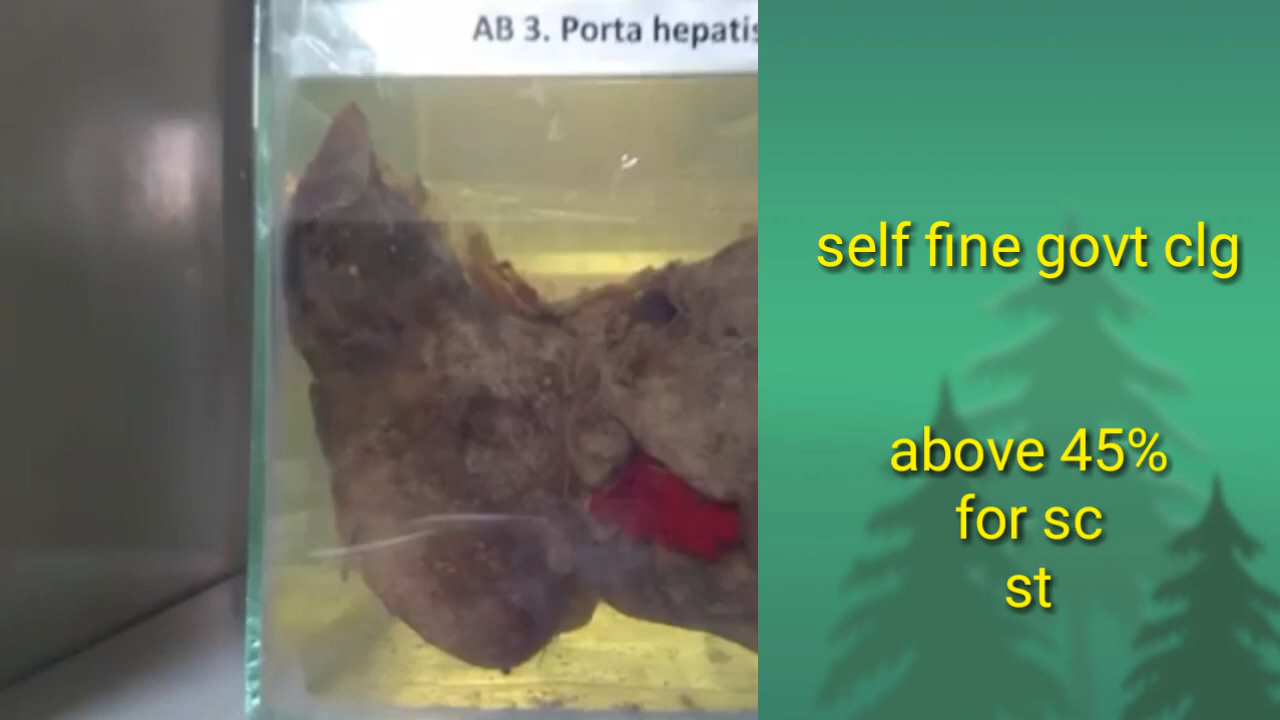 AB 3. Porta hepatis
self fine govt clg
above 45%
for sc
st